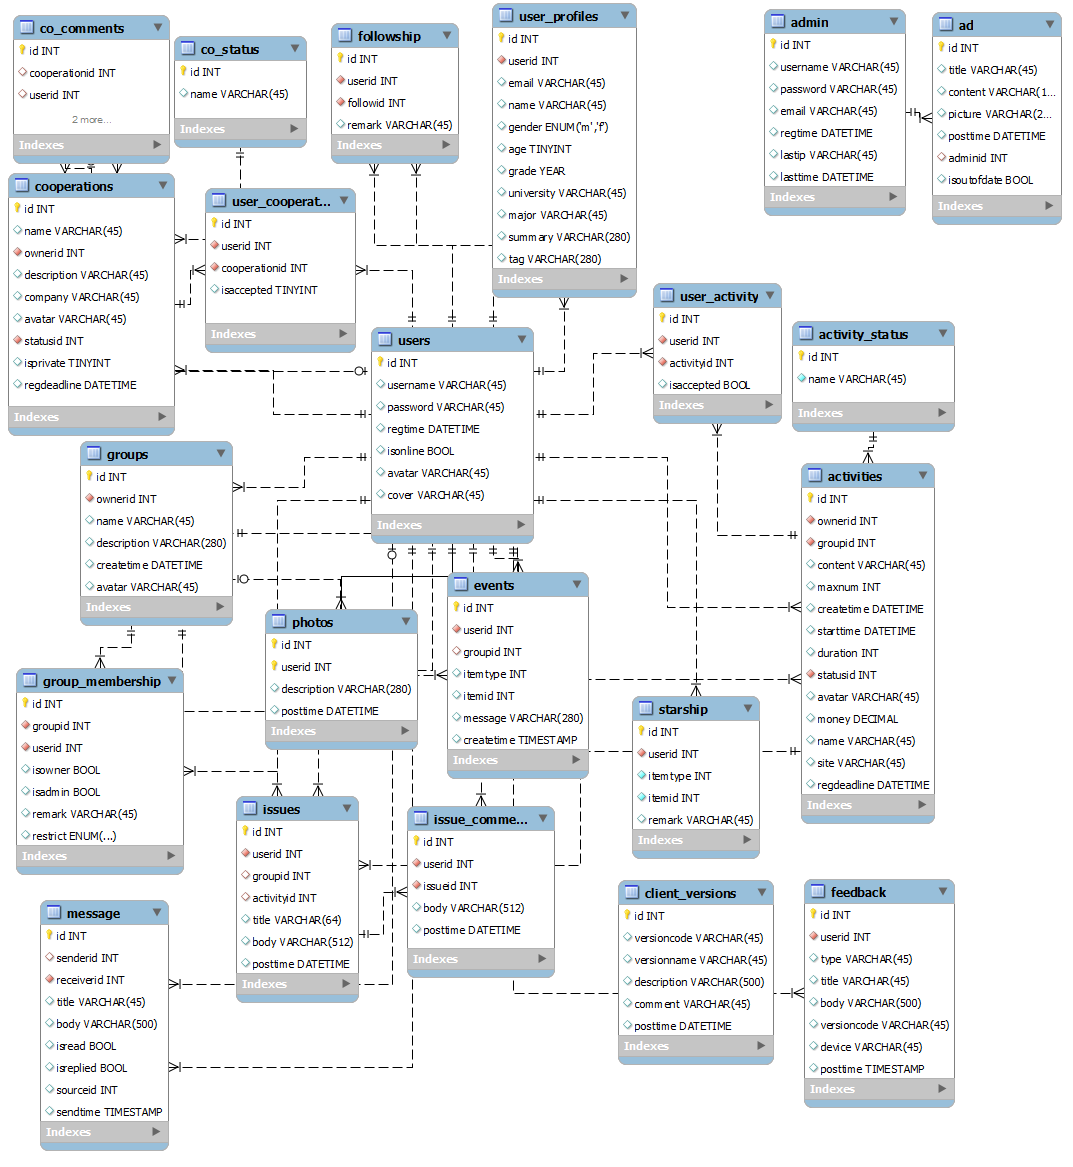 co_comments
id INT
cooperationid INT
userid INT
2 more...
Indexes
co_status
id INT
name VARCHAR(45)
Indexes
followship
id INT
userid INT
followid INT
remark VARCHAR(45)
Indexes
user_profiles
id INT
userid INT
email VARCHAR(45)
name VARCHAR(45)
gender ENUM('m','f')
age TINYINT
grade YEAR
university VARCHAR(45)
major VARCHAR(45)
summary VARCHAR(280)
tag VARCHAR(280)
Indexes
admin
id INT
username VARCHAR(45)
password VARCHAR(45)
email VARCHAR(45)
regtime DATETIME
lastip VARCHAR(45)
lasttime DATETIME
Indexes
ad
id INT
title VARCHAR(45)
content VARCHAR(1...
picture VARCHAR(2...
posttime DATETIME
adminid INT
isoutofdate BOOL
Indexes
cooperations
id INT
name VARCHAR(45)
ownerid INT
description VARCHAR(45)
company VARCHAR(45)
avatar VARCHAR(45)
statusid INT
isprivate TINYINT
regdeadline DATETIME
Indexes
user_cooperat...
id INT
userid INT
cooperationid INT
isaccepted TINYINT
Indexes
users
id INT
username VARCHAR(45)
password VARCHAR(45)
regtime DATETIME
isonline BOOL
avatar VARCHAR(45)
cover VARCHAR(45)
Indexes
user_activity
id INT
userid INT
activityid INT
isaccepted BOOL
Indexes
activity_status
id INT
name VARCHAR(45)
Indexes
groups
id INT
ownerid INT
name VARCHAR(45)
description VARCHAR(280)
createtime DATETIME
avatar VARCHAR(45)
Indexes
activities
id INT
ownerid INT
groupid INT
content VARCHAR(45)
maxnum INT
createtime DATETIME
starttime DATETIME
duration INT
statusid INT
avatar VARCHAR(45)
money DECIMAL
name VARCHAR(45)
site VARCHAR(45)
regdeadline DATETIME
Indexes
photos
id INT
userid INT
description VARCHAR(280)
posttime DATETIME
Indexes
events
id INT
userid INT
groupid INT
itemtype INT
itemid INT
message VARCHAR(280)
createtime TIMESTAMP
Indexes
group_membership
id INT
groupid INT
userid INT
isowner BOOL
isadmin BOOL
remark VARCHAR(45)
restrict ENUM(...)
Indexes
starship
id INT
userid INT
itemtype INT
itemid INT
remark VARCHAR(45)
Indexes
issues
id INT
userid INT
groupid INT
activityid INT
title VARCHAR(64)
body VARCHAR(512)
posttime DATETIME
Indexes
issue_comme...
id INT
userid INT
issueid INT
body VARCHAR(512)
posttime DATETIME
Indexes
message
id INT
senderid INT
receiverid INT
title VARCHAR(45)
body VARCHAR(500)
isread BOOL
isreplied BOOL
sourceid INT
sendtime TIMESTAMP
Indexes
client_versions
id INT
versioncode VARCHAR(45)
versionname VARCHAR(45)
description VARCHAR(500)
comment VARCHAR(45)
posttime DATETIME
Indexes
feedback
id INT
userid INT
type VARCHAR(45)
title VARCHAR(45)
body VARCHAR(500)
versioncode VARCHAR(45)
device VARCHAR(45)
posttime TIMESTAMP
Indexes